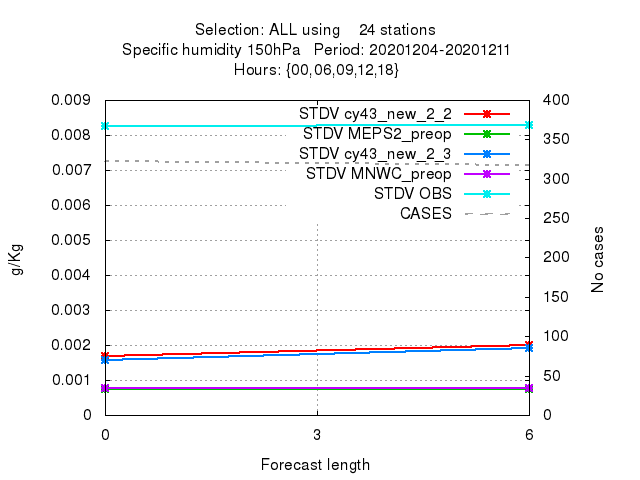 Selection: ALL using    24 stations
Specific humidity 150hPa   Period: 20201204-20201211
Hours: {00,06,09,12,18}
0.009
0.008
0.007
0.006
0.005
0.004
0.003
0.002
0.001
0
g/Kg
STDV cy43_new_2_2
STDV MEPS2_preop
STDV cy43_new_2_3
STDV MNWC_preop
STDV OBS
CASES
400
350
300
250
200
150
100
50
0
No cases
0 3 6
Forecast length